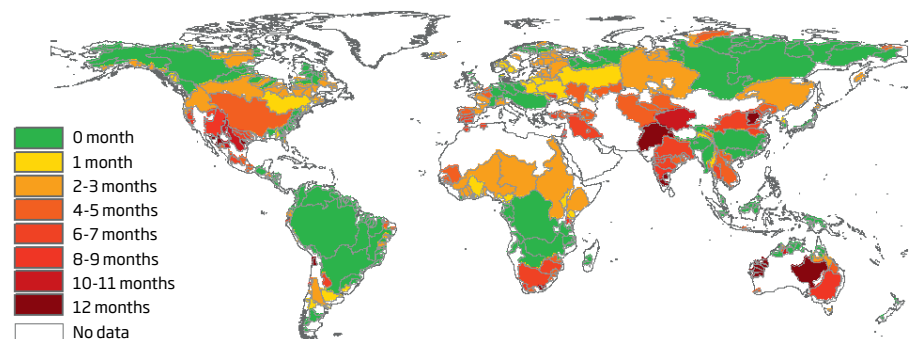 0 month
1 month
2-3 months
4-5 months
6-7 months
8-9 months
10-11 months
12 months
No data